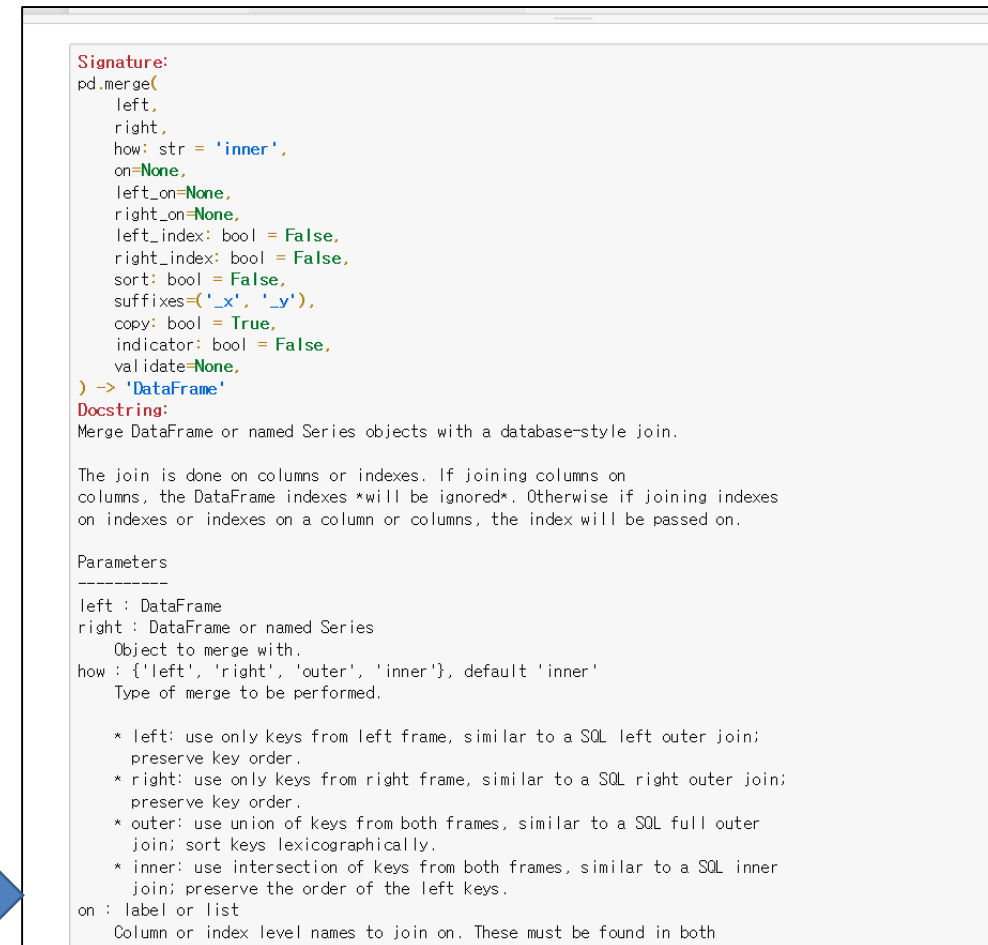 Signature:
pd.merge(
    left,
    right,
    how: str = 'inner',
    on=None,
    left_on=None,
    right_on=None,
    left_index: bool = False,
    right_index: bool = False,
    sort: bool = False,
    suffixes=('_x', '_y'),
    copy: bool = True,
    indicator: bool = False,
    validate=None,
) -> 'DataFrame'
Docstring:
Merge DataFrame or named Series objects with a database-style join.

The join is done on columns or indexes. If joining columns on
columns, the DataFrame indexes *will be ignored*. Otherwise if joining indexes
on indexes or indexes on a column or columns, the index will be passed on.

Parameters
----------
left : DataFrame
right : DataFrame or named Series
    Object to merge with.
how : {'left', 'right', 'outer', 'inner'}, default 'inner'
    Type of merge to be performed.

    * left: use only keys from left frame, similar to a SQL left outer join;
      preserve key order.
    * right: use only keys from right frame, similar to a SQL right outer join;
      preserve key order.
    * outer: use union of keys from both frames, similar to a SQL full outer
      join; sort keys lexicographically.
    * inner: use intersection of keys from both frames, similar to a SQL inner
      join; preserve the order of the left keys.
on : label or list
    Column or index level names to join on. These must be found in both